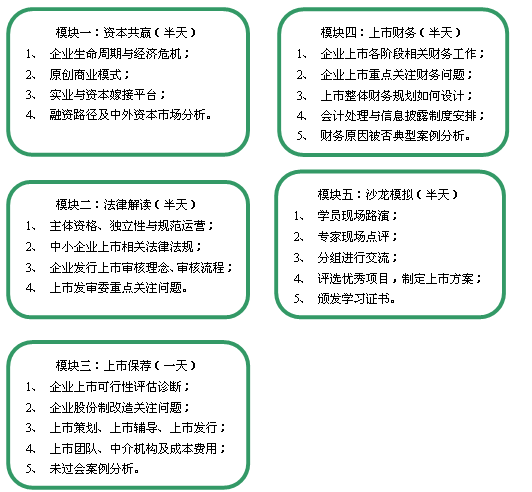 模块一：资本共赢（半天）
1、 企业生命周期与经济危机；
2、 原创商业模式；
3、 实业与资本嫁接平台；
4、 融资路径及中外资本市场分析。
模块二：法律解读（半天）
1、 主体资格、独立性与规范运营；
2、 中小企业上市相关法律法规；
3、 企业发行上市审核理念、审核流程；
4、 上市发审委重点关注问题。
模块三：上市保荐（一天）
1、 企业上市可行性评估诊断；
2、 企业股份制改造关注问题；
3、 上市策划、上市辅导、上市发行；
4、 上市团队、中介机构及成本费用；
5、 未过会案例分析。
模块四：上市财务（半天）
1、 企业上市各阶段相关财务工作；
2、 企业上市重点关注财务问题；
3、 上市整体财务规划如何设计；
4、 会计处理与信息披露制度安排；
5、 财务原因被否典型案例分析。
模块五：沙龙模拟（半天）
1、 学员现场路演；
2、 专家现场点评；
3、 分组进行交流；
4、 评选优秀项目，制定上市方案；
5、 颁发学习证书。